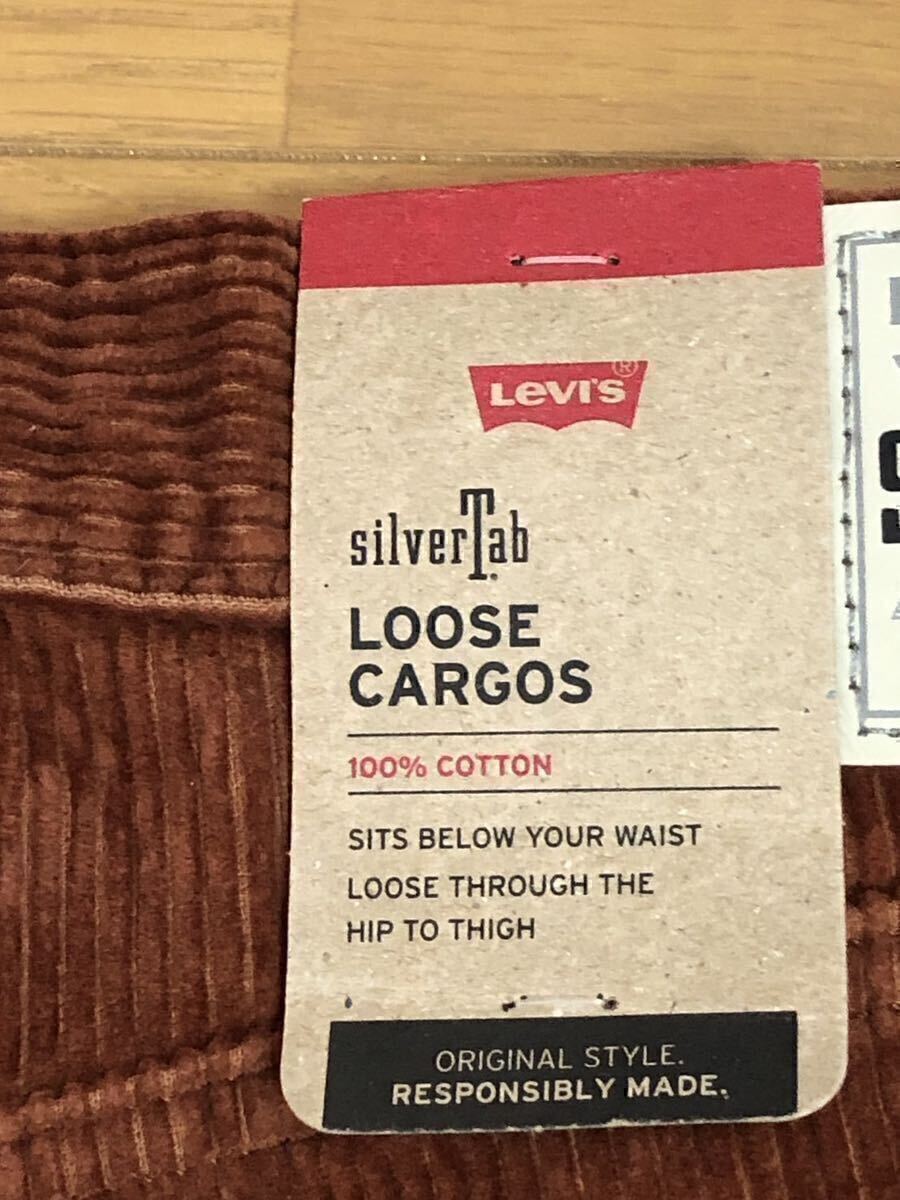 LEVI'S®
silverTab
LOOSE
CARGOS
100% COTTON
SITS BELOW YOUR WAIST
LOOSE THROUGH THE
HIP TO THIGH
ORIGINAL STYLE.
RESPONSIBLY MADE.